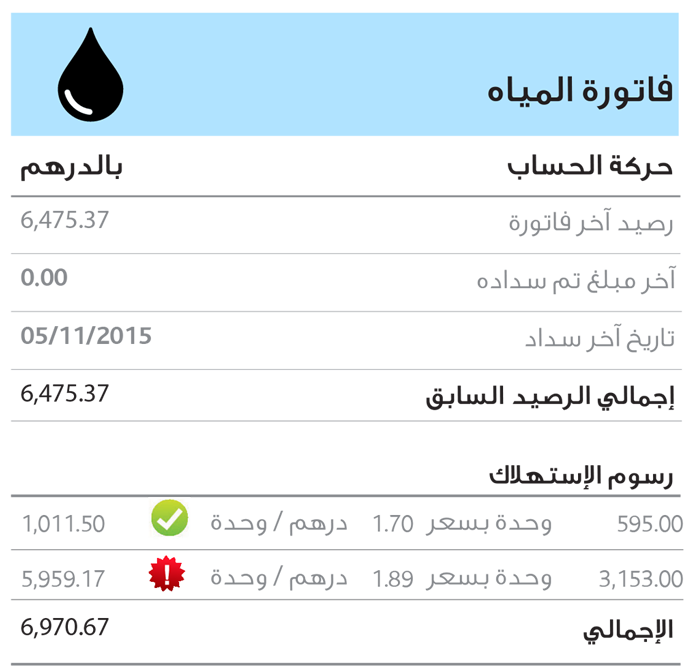 فاتورة المياه
حركة الحساب بالدرهم
رصيد آخر فاتورة 6,475.37
آخر مبلغ تم سداده 0.00
تاريخ آخر سداد 05/11/2015
إجمالي الرصيد السابق 6,475.37
رسوم الإستهلاك
595.00 وحدة بسعر 1.70 درهم / وحدة 1,011.50
3,153.00 وحدة بسعر 1.89 درهم / وحدة 5,959.17
الإجمالي 6,970.67